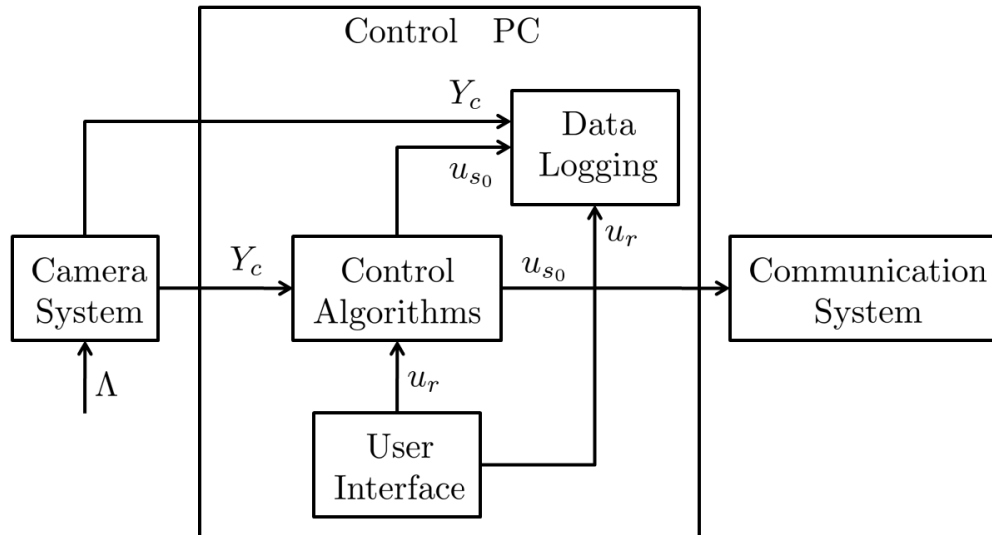 Control PC
Y_c
Data
Logging
u_{s_0}
u_r
Camera
System
Y_c
Control
Algorithms
u_{s_0}
Communication
System
Λ
u_r
User
Interface